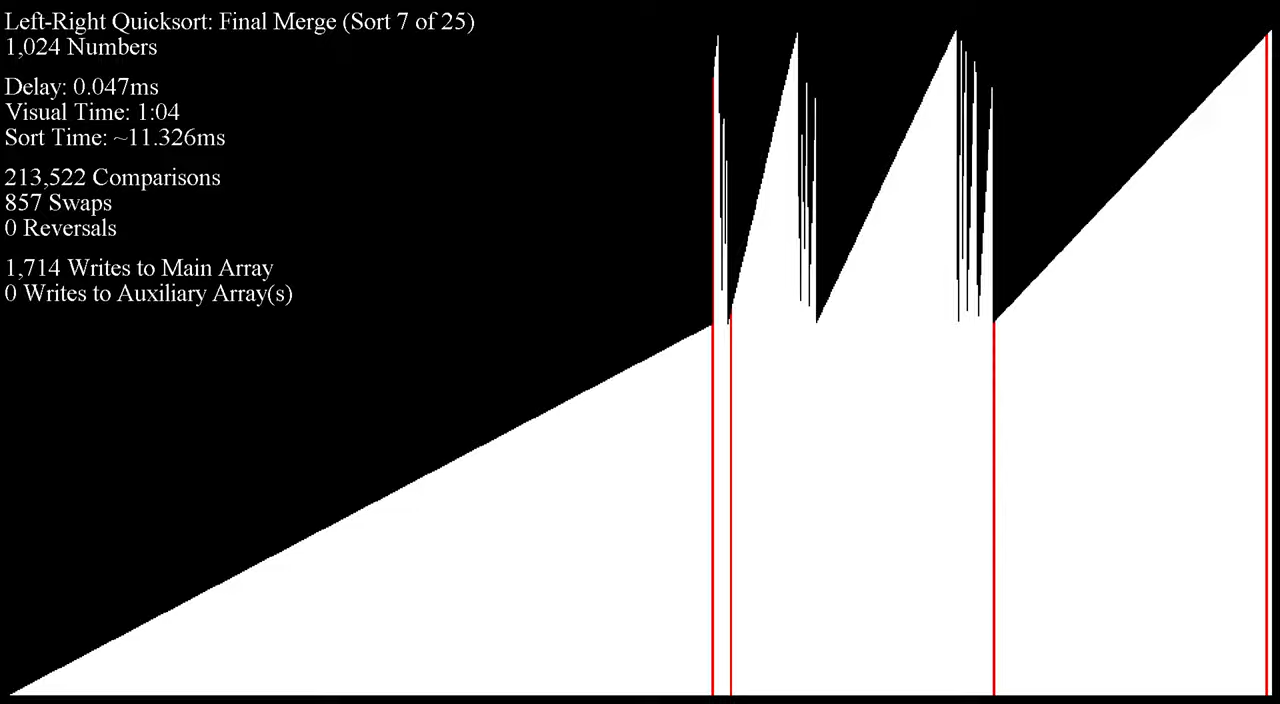 Left-Right Quicksort: Final Merge (Sort 7 of 25)
1,024 Numbers
Delay: 0.047ms
Visual Time: 1:04
Sort Time: ~11.326ms
213,522 Comparisons
857 Swaps
0 Reversals
1,714 Writes to Main Array
0 Writes to Auxiliary Array(s)